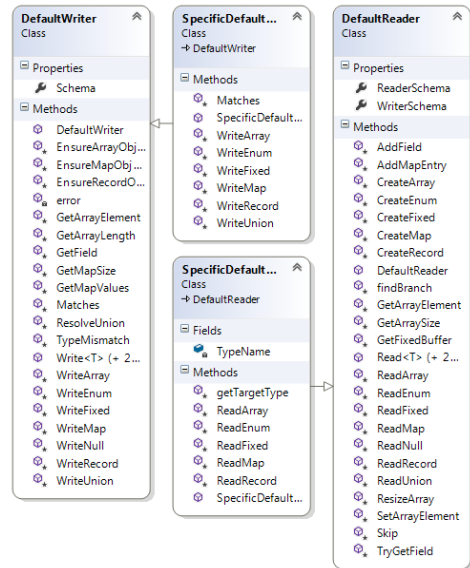 DefaultWriter
Class
Properties
Schema
Methods
DefaultWriter
EnsureArrayObj...
EnsureMapObj...
EnsureRecordO...
error
GetArrayElement
GetArrayLength
GetField
GetMapSize
GetMapValues
Matches
ResolveUnion
TypeMismatch
Write<T> (+ 2...
WriteArray
WriteEnum
WriteFixed
WriteMap
WriteNull
WriteRecord
WriteUnion
SpecificDefault...
Class
DefaultWriter
Methods
Matches
SpecificDefault...
WriteArray
WriteEnum
WriteFixed
WriteMap
WriteRecord
WriteUnion
SpecificDefault...
Class
DefaultReader
Fields
TypeName
Methods
getTargetType
ReadArray
ReadEnum
ReadFixed
ReadMap
ReadRecord
SpecificDefault...
DefaultReader
Class
Properties
ReaderSchema
WriterSchema
Methods
AddField
AddMapEntry
CreateArray
CreateEnum
CreateFixed
CreateMap
CreateRecord
DefaultReader
findBranch
GetArrayElement
GetArraySize
GetFixedBuffer
Read<T> (+ 2...
ReadArray
ReadEnum
ReadFixed
ReadMap
ReadNull
ReadRecord
ReadUnion
ResizeArray
SetArrayElement
Skip
TryGetField